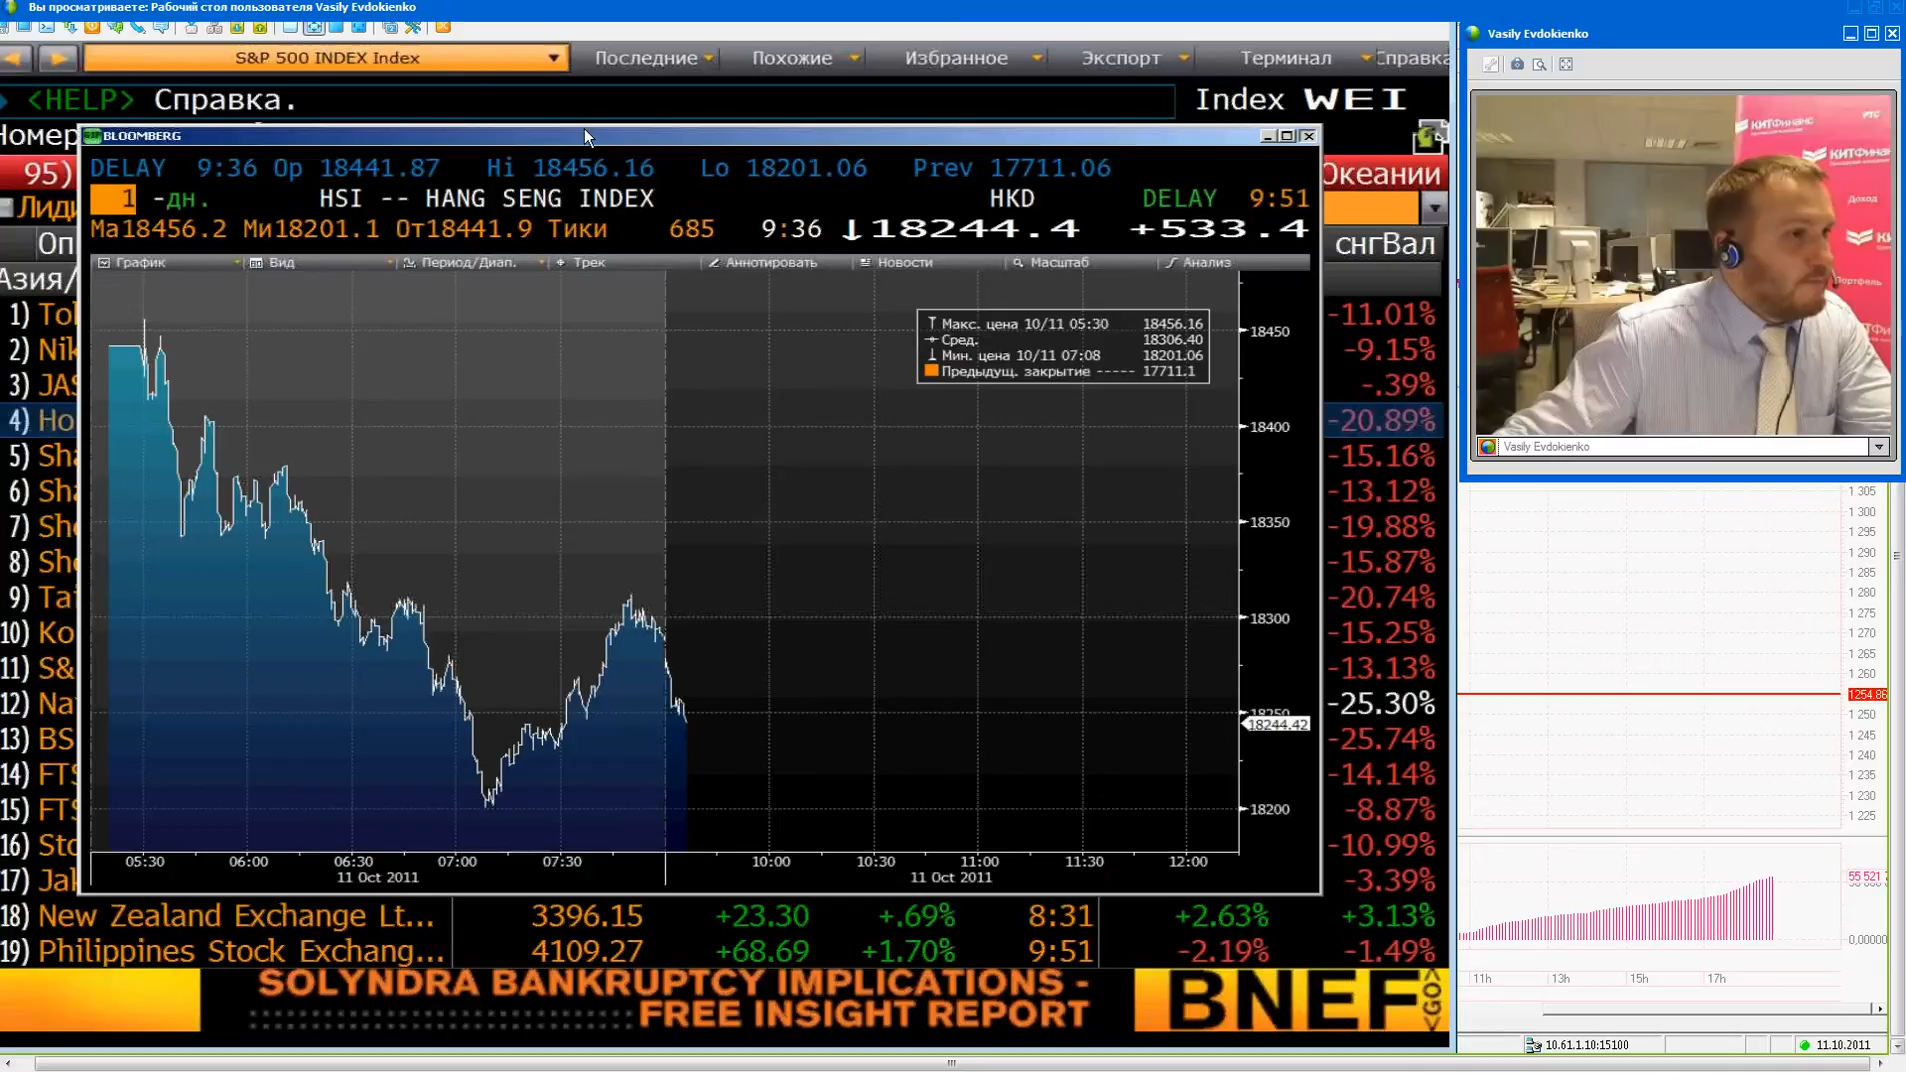 Вы просматриваете: Рабочий стол пользователя Vasily Evdokienko
S&P 500 INDEX Index
Последние
Похожие
Избранное
Экспорт
Терминал
Справка
<HELP> Справка.
Index WEI
Номер
BLOOMBERG
DELAY 9:36 Op 18441.87 Hi 18456.16 Lo 18201.06 Prev 17711.06
1 -дн. HSI -- HANG SENG INDEX HKD DELAY 9:51
Ма18456.2 Ми18201.1 От18441.9 Тики 685 9:36 ↓18244.4 +533.4
График Вид Период/Диап. Трек Аннотировать Новости Масштаб Анализ
Макс. цена 10/11 05:30 18456.16
Сред. 18306.40
Мин. цена 10/11 07:08 18201.06
Предыдущ. закрытие ----- 17711.1
18450
18400
18350
18300
18250
18244.42
18200
05:30 06:00 06:30 07:00 07:30 10:00 10:30 11:00 11:30 12:00
11 Oct 2011 11 Oct 2011
95)
Океании
Лиди
Оп
снгВал
Азия/
1) Tok
-11.01%
2) Nik
-9.15%
3) JAS
-.39%
4) Ho
-20.89%
5) Sha
-15.16%
6) Sha
-13.12%
7) She
-19.88%
8) She
-15.87%
9) Tai
-20.74%
10) Ko
-15.25%
11) S&
-13.13%
12) Na
-25.30%
13) BS
-25.74%
14) FTS
-14.14%
15) FTS
-8.87%
16) Sto
-10.99%
17) Jak
-3.39%
18) New Zealand Exchange Lt... 3396.15 +23.30 +.69% 8:31 +2.63% +3.13%
19) Philippines Stock Exchang... 4109.27 +68.69 +1.70% 9:51 -2.19% -1.49%
SOLYNDRA BANKRUPTCY IMPLICATIONS -
FREE INSIGHT REPORT
BNEF <GO>
Vasily Evdokienko
КИТФинанс
РТС
КИТФин
Доход
КИ
Портфель
Vasily Evdokienko
1 305
1 300
1 295
1 290
1 285
1 280
1 275
1 270
1 265
1 260
1254.86
1 250
1 245
1 240
1 235
1 230
1 225
55 521
0,00000
11h 13h 15h 17h
10.61.1.10:15100
11.10.2011